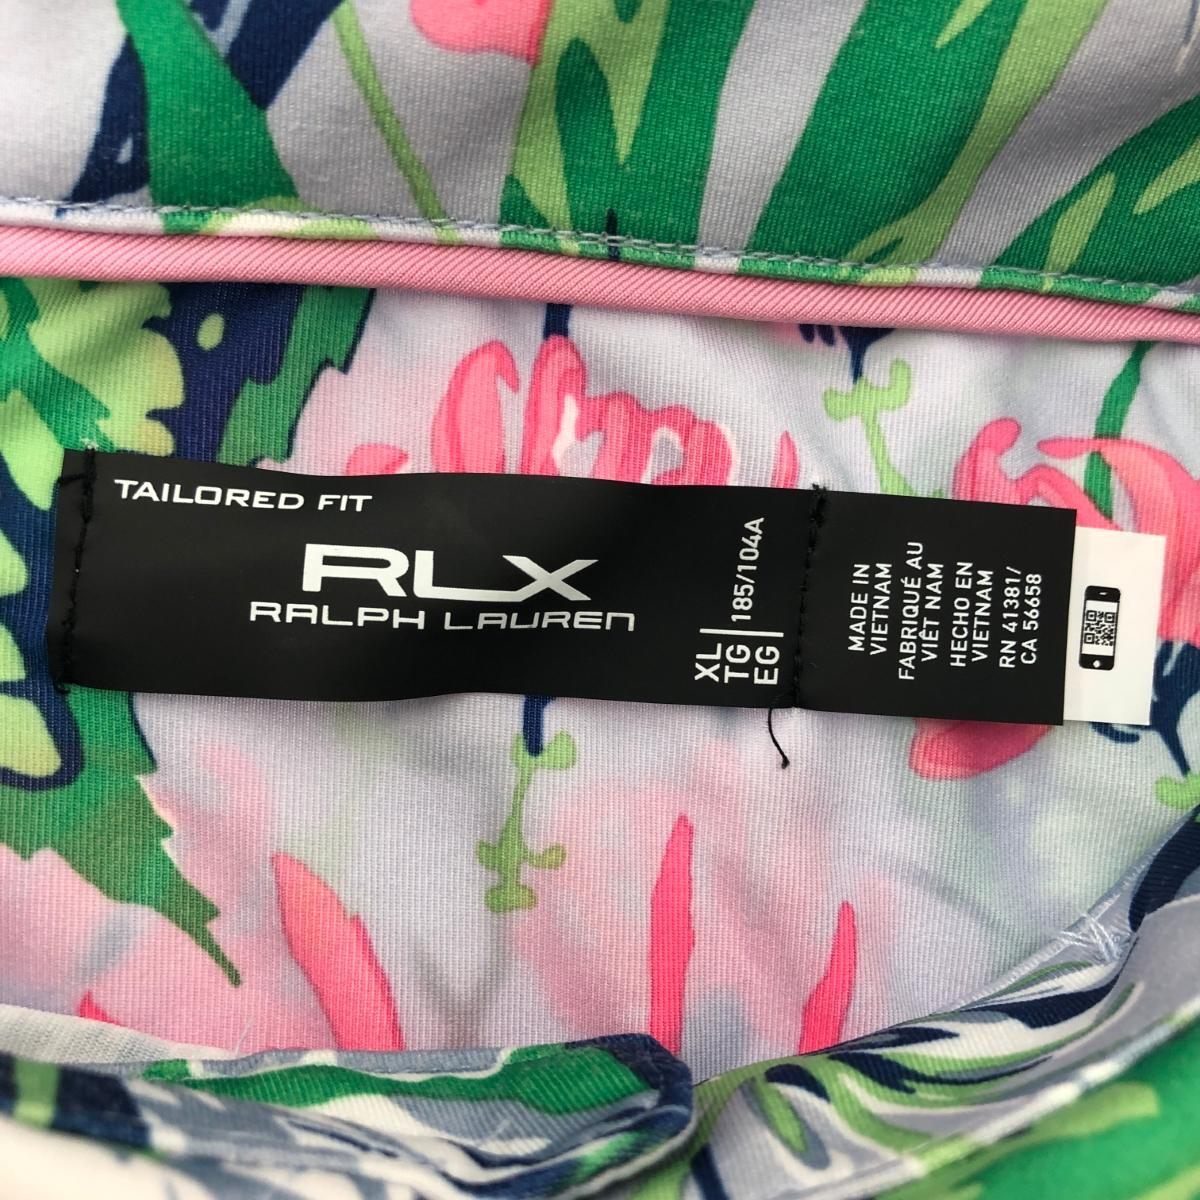 TAILORED FIT
RLX
RALPH LAUREN
XL
TG
EG
185/104A
MADE IN
VIETNAM
FABRIQUÉ AU
VIÊT NAM
HECHO EN
VIETNAM
RN 41381/
CA 56658